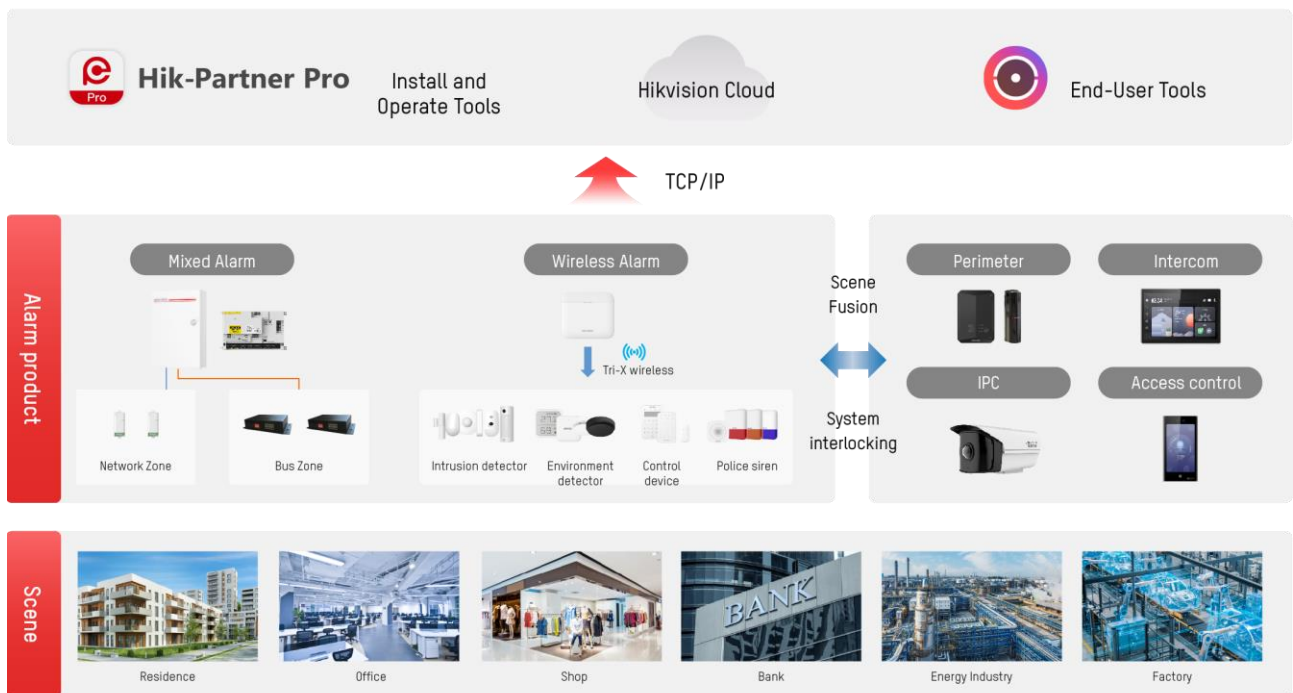 Pro
Hik-Partner Pro
Install and
Operate Tools
Hikvision Cloud
End-User Tools
TCP/IP
Alarm product
Mixed Alarm
Wireless Alarm
Tri-X wireless
Network Zone
Bus Zone
Intrusion detector
Environment
detector
Control
device
Police siren
Scene
Fusion
System
interlocking
Perimeter
Intercom
IPC
Access control
Scene
BANK
Residence
Office
Shop
Bank
Energy Industry
Factory